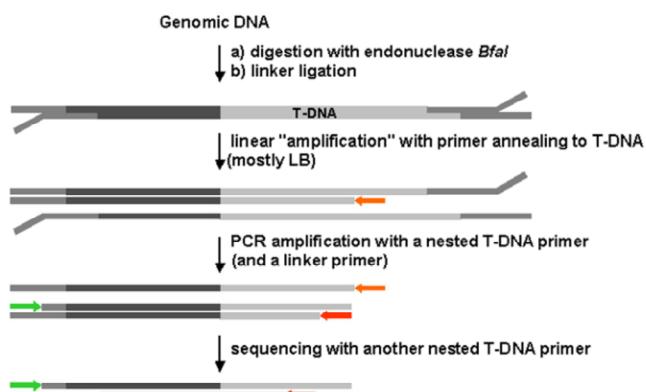 Genomic DNA
a) digestion with endonuclease BfaI
b) linker ligation
T-DNA
linear "amplification" with primer annealing to T-DNA
(mostly LB)
PCR amplification with a nested T-DNA primer
(and a linker primer)
sequencing with another nested T-DNA primer